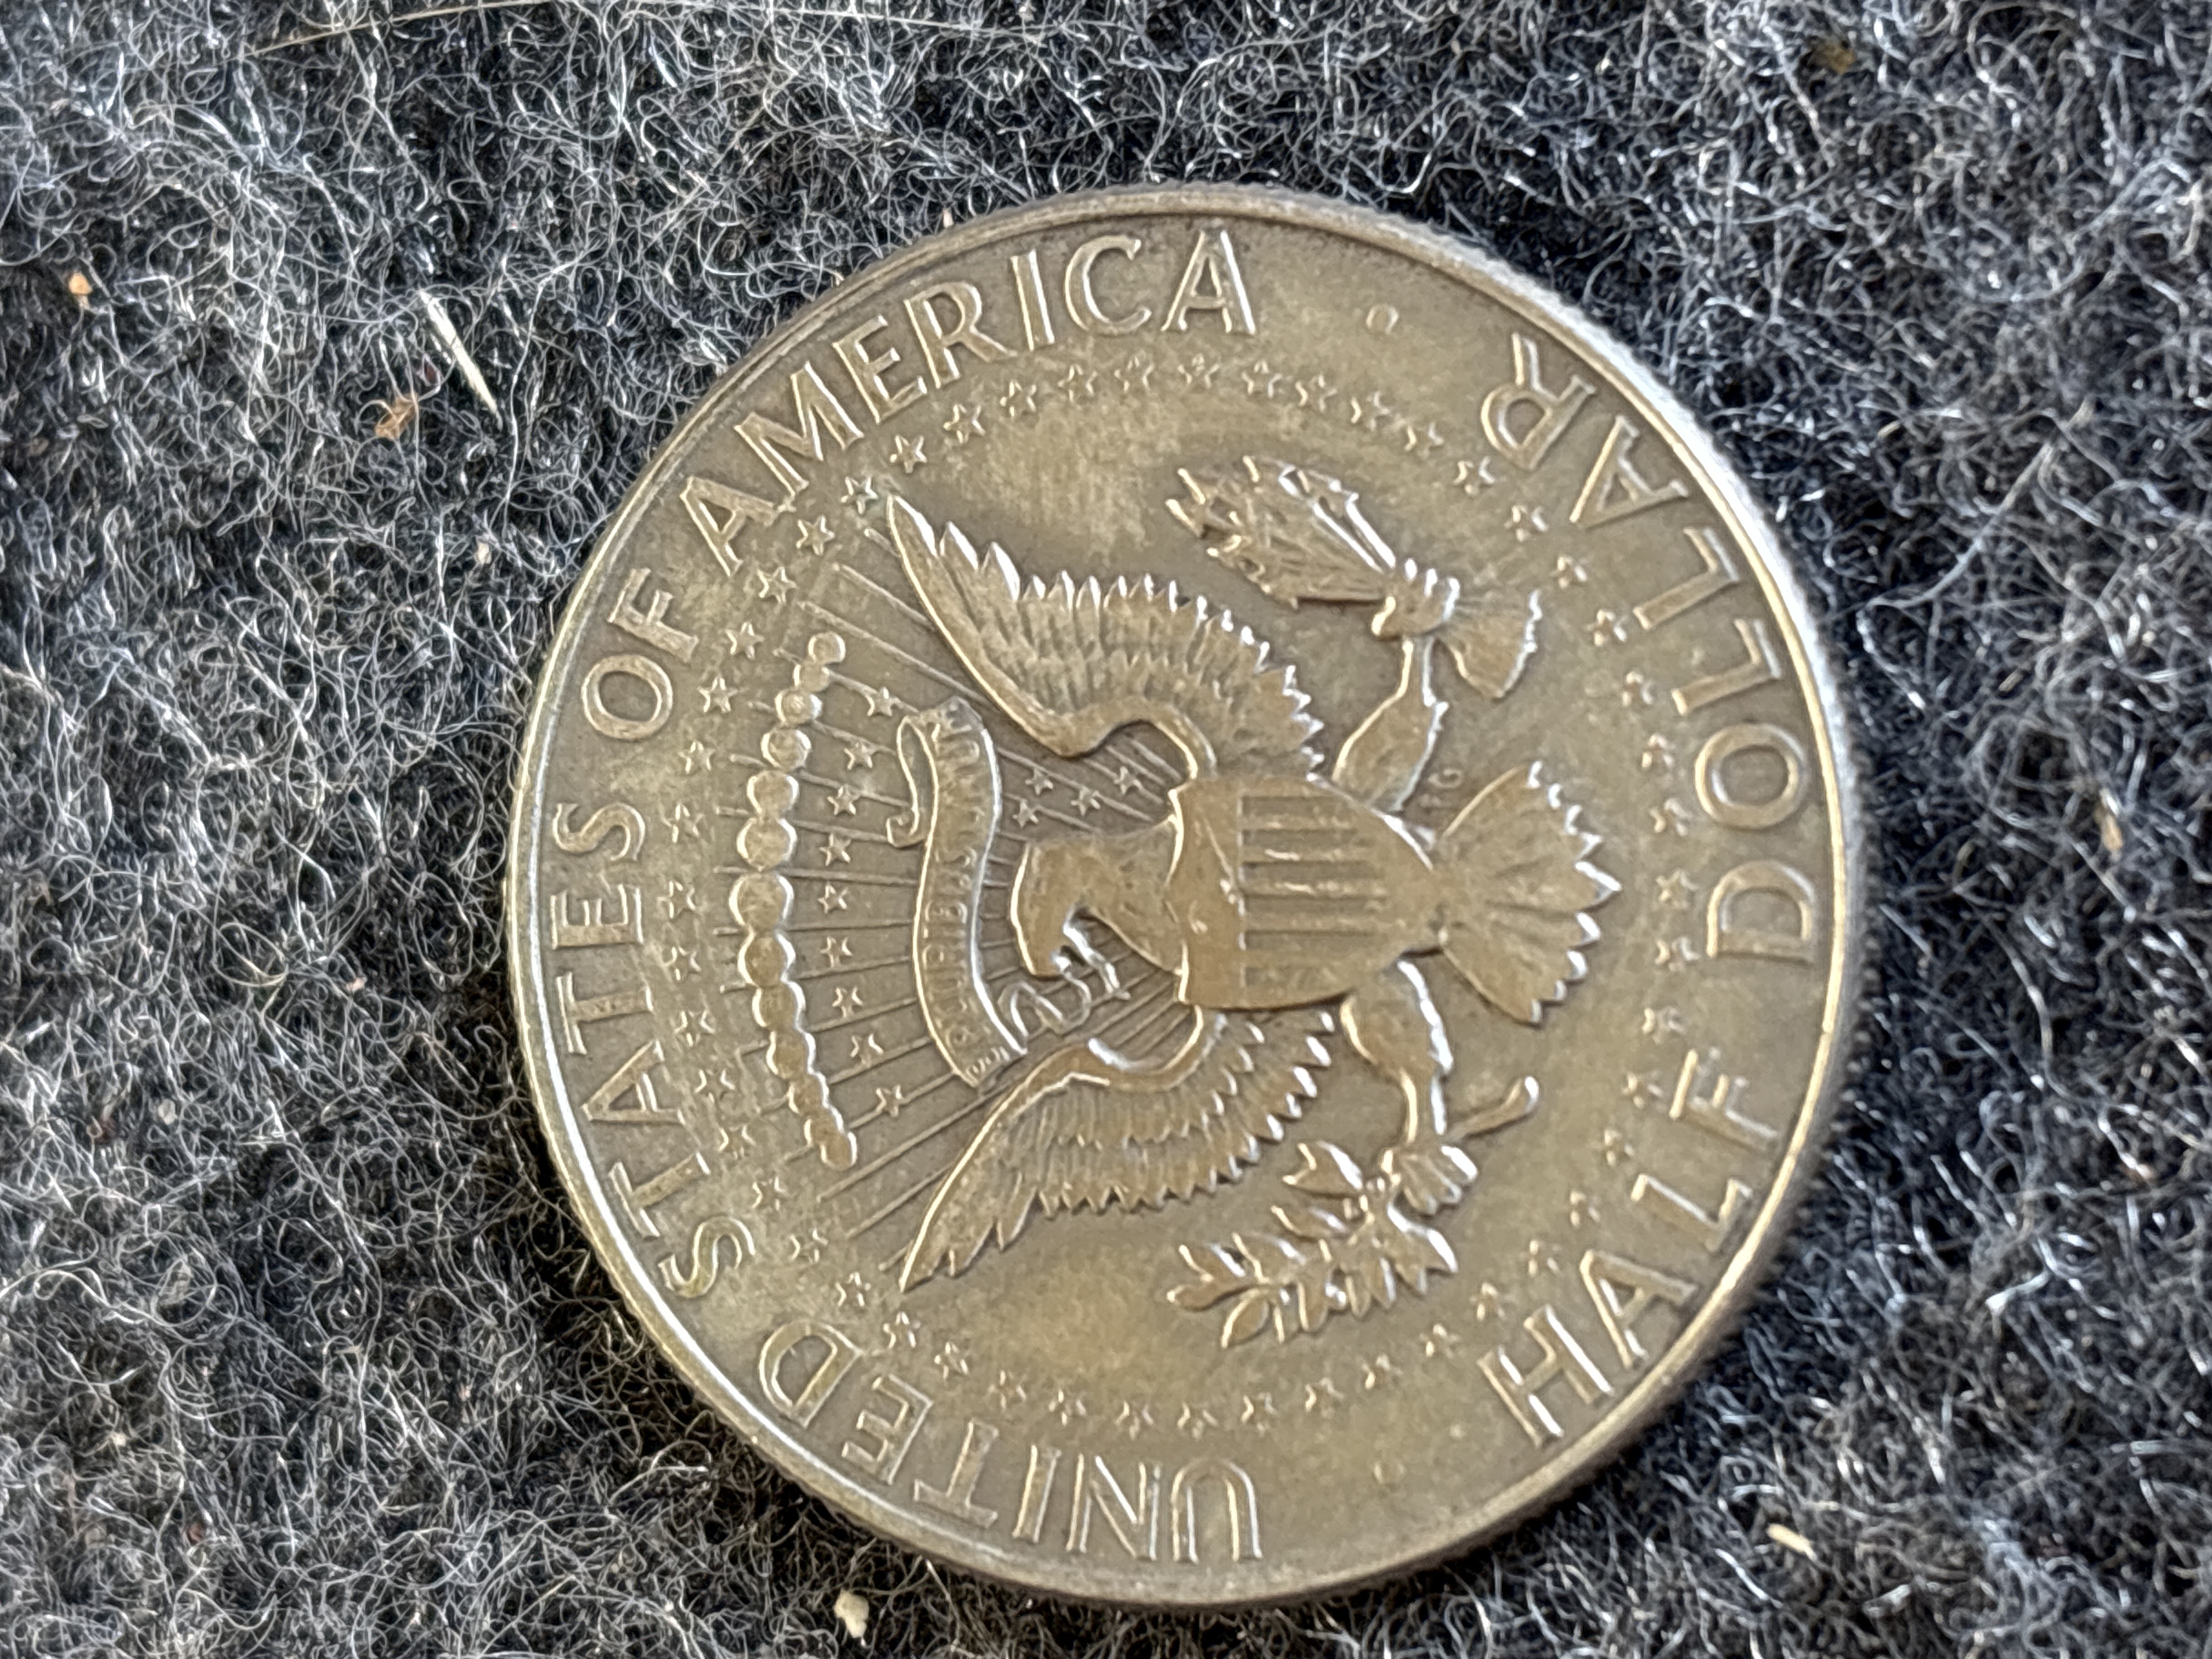 UNITED STATES OF AMERICA
HALF DOLLAR